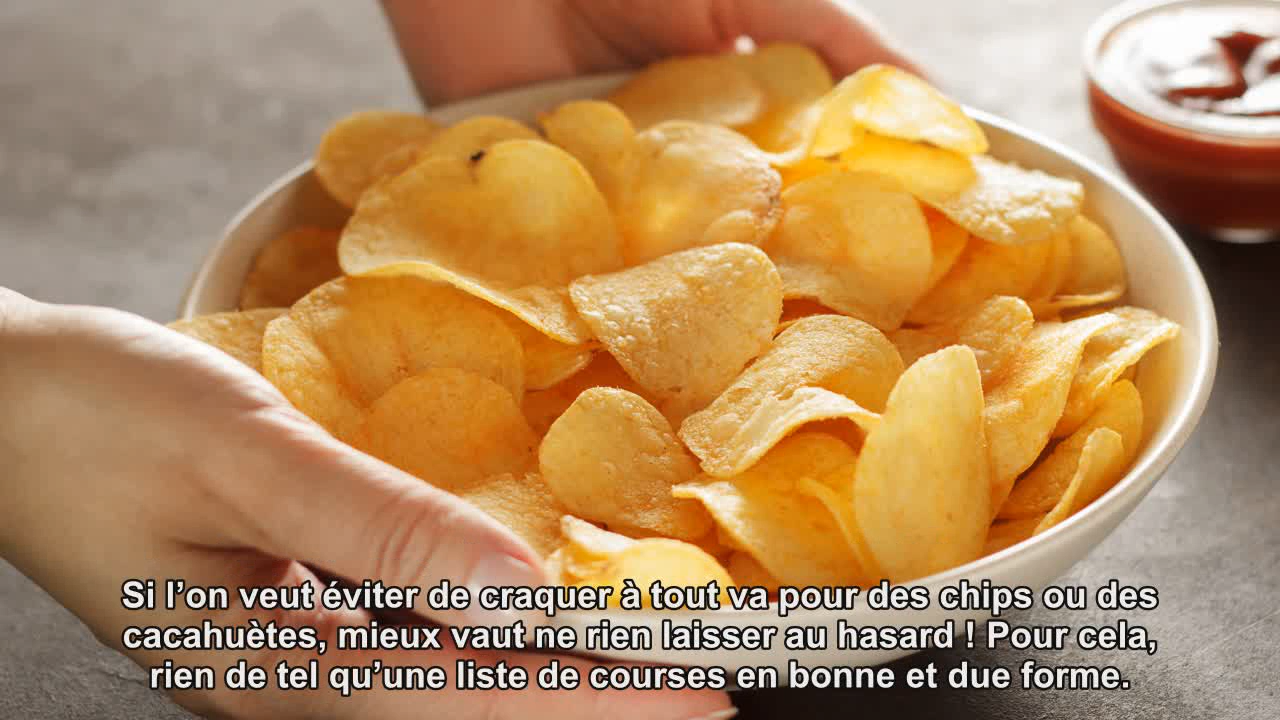 Si l’on veut éviter de craquer à tout va pour des chips ou des
cacahuètes, mieux vaut ne rien laisser au hasard ! Pour cela,
rien de tel qu’une liste de courses en bonne et due forme.